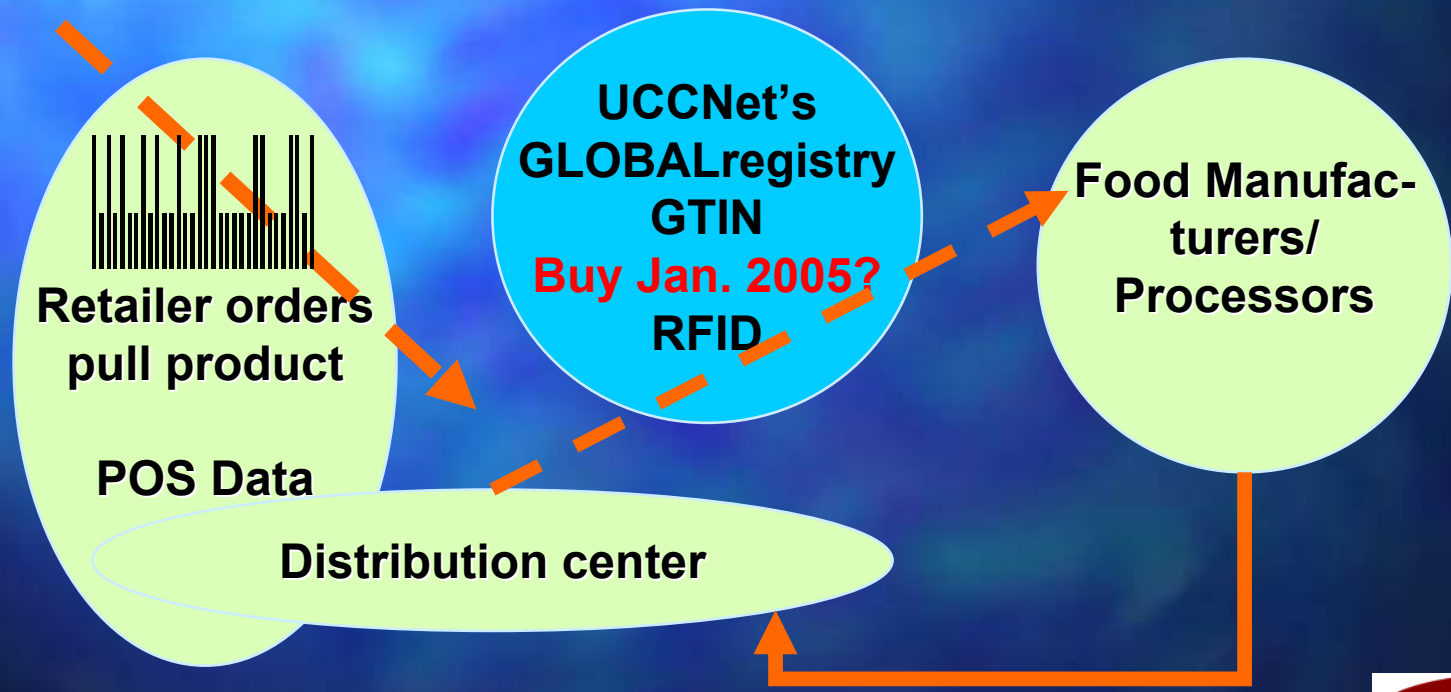 Retailer orders
pull product
POS Data
Distribution center
UCCNet’s
GLOBALregistry
GTIN
Buy Jan. 2005?
RFID
Food Manufac-
turers/
Processors